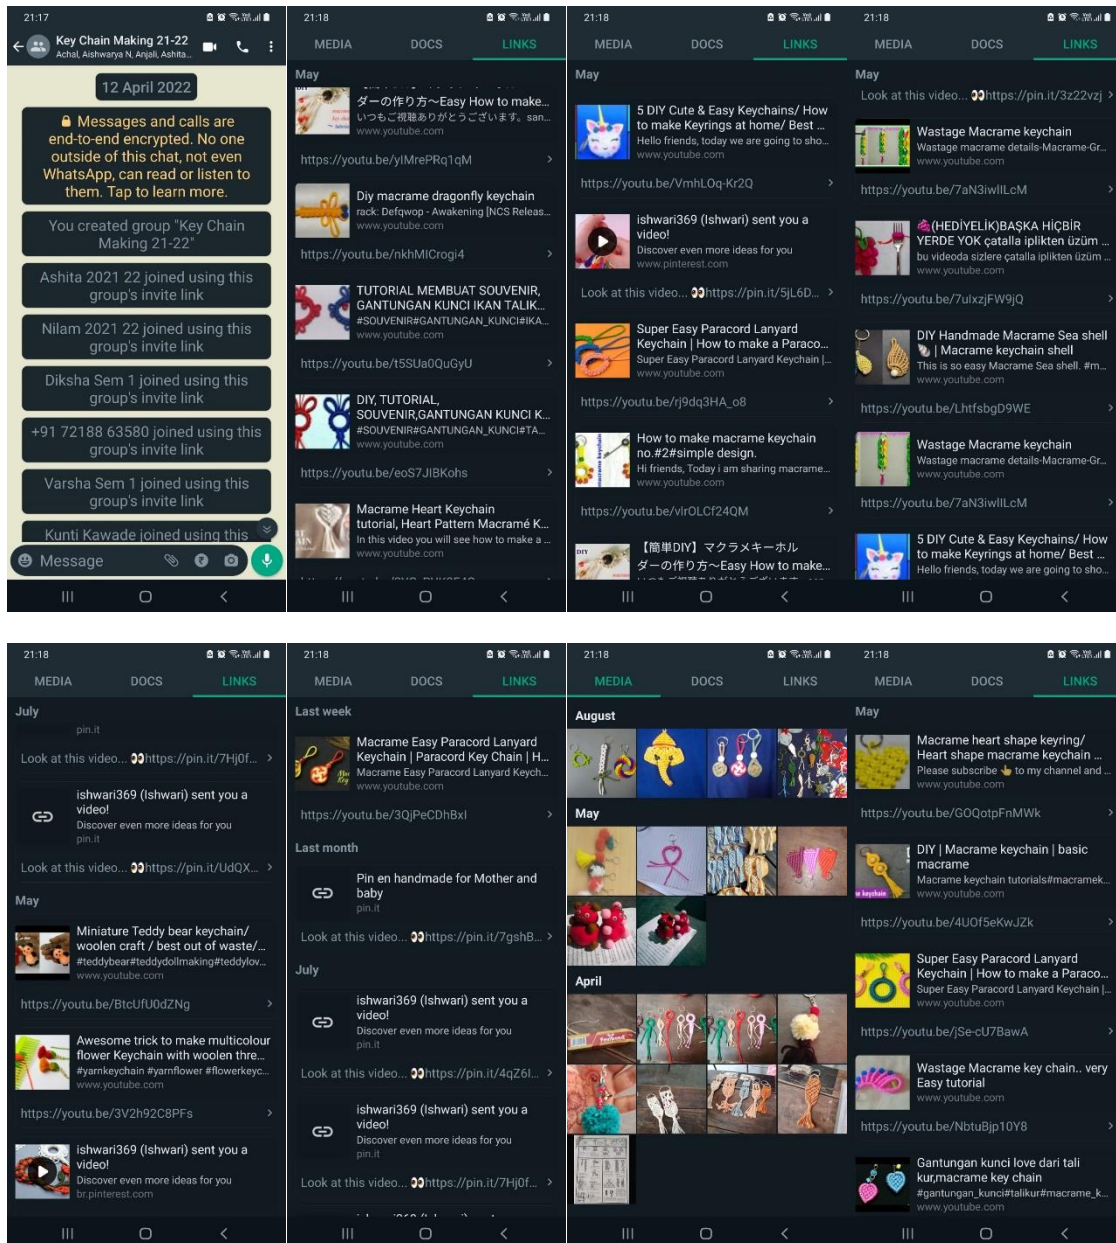 21:17
Key Chain Making 21-22
Achal, Aishwarya N, Anjali, Ashita...
12 April 2022
Messages and calls are
end-to-end encrypted. No one
outside of this chat, not even
WhatsApp, can read or listen to
them. Tap to learn more.
You created group "Key Chain
Making 21-22"
Ashita 2021 22 joined using this
group's invite link
Nilam 2021 22 joined using this
group's invite link
Diksha Sem 1 joined using this
group's invite link
+91 72188 63580 joined using this
group's invite link
Varsha Sem 1 joined using this
group's invite link
Kunti Kawade joined using this
Message
21:18
MEDIA DOCS LINKS
May
ダーの作り方〜Easy How to make...
いつもご視聴ありがとうございます。san...
www.youtube.com
https://youtu.be/yIMrePRq1qM
Diy macrame dragonfly keychain
rack: Defqwop - Awakening [NCS Releas...
www.youtube.com
https://youtu.be/nkhMICrogi4
TUTORIAL MEMBUAT SOUVENIR,
GANTUNGAN KUNCI IKAN TALIK...
#SOUVENIR#GANTUNGAN_KUNCI#IKA...
www.youtube.com
https://youtu.be/t5SUa0QuGyU
DIY, TUTORIAL,
SOUVENIR,GANTUNGAN KUNCI K...
#SOUVENIR#GANTUNGAN_KUNCI#TA...
www.youtube.com
https://youtu.be/eoS7JIBKohs
Macrame Heart Keychain
tutorial, Heart Pattern Macramé K...
In this video you will see how to make a ...
www.youtube.com
21:18
MEDIA DOCS LINKS
May
5 DIY Cute & Easy Keychains/ How
to make Keyrings at home/ Best ...
Hello friends, today we are going to sho...
www.youtube.com
https://youtu.be/VmhLOq-Kr2Q
ishwari369 (Ishwari) sent you a
video!
Discover even more ideas for you
www.pinterest.com
Look at this video... 👀https://pin.it/5jL6D...
Super Easy Paracord Lanyard
Keychain | How to make a Paraco...
Super Easy Paracord Lanyard Keychain |...
www.youtube.com
https://youtu.be/rj9dq3HA_o8
How to make macrame keychain
no.#2#simple design.
Hi friends, Today i am sharing macrame...
www.youtube.com
https://youtu.be/vlrOLCf24QM
【簡単DIY】マクラメキーホル
ダーの作り方〜Easy How to make...
21:18
MEDIA DOCS LINKS
May
Look at this video... 👀https://pin.it/3z22vzj
Wastage Macrame keychain
Wastage macrame details-Macrame-Gr...
www.youtube.com
https://youtu.be/7aN3iwlILcM
🍇(HEDİYELİK)BAŞKA HİÇBİR
YERDE YOK çatalla iplikten üzüm ...
bu videoda sizlere çatalla iplikten üzüm ...
www.youtube.com
https://youtu.be/7uIxzjFW9jQ
DIY Handmade Macrame Sea shell
🐚 | Macrame keychain shell
This is so easy Macrame Sea shell. #m...
www.youtube.com
https://youtu.be/LhtfsbgD9WE
Wastage Macrame keychain
Wastage macrame details-Macrame-Gr...
www.youtube.com
https://youtu.be/7aN3iwlILcM
5 DIY Cute & Easy Keychains/ How
to make Keyrings at home/ Best ...
Hello friends, today we are going to sho...
21:18
MEDIA DOCS LINKS
July
pin.it
Look at this video... 👀https://pin.it/7Hj0f...
ishwari369 (Ishwari) sent you a
video!
Discover even more ideas for you
pin.it
Look at this video... 👀https://pin.it/UdQX...
May
Miniature Teddy bear keychain/
woolen craft / best out of waste/...
#teddybear#teddydollmaking#teddylov...
www.youtube.com
https://youtu.be/BtcUfU0dZNg
Awesome trick to make multicolour
flower Keychain with woolen thre...
#yarnkeychain #yarnflower #flowerkeyc...
www.youtube.com
https://youtu.be/3V2h92C8PFs
ishwari369 (Ishwari) sent you a
video!
Discover even more ideas for you
br.pinterest.com
21:18
MEDIA DOCS LINKS
Last week
Macrame Easy Paracord Lanyard
Keychain | Paracord Key Chain | H...
Macrame Easy Paracord Lanyard Keych...
www.youtube.com
https://youtu.be/3QjPeCDhBxI
Last month
Pin en handmade for Mother and
baby
pin.it
Look at this video... 👀https://pin.it/7gshB...
July
ishwari369 (Ishwari) sent you a
video!
Discover even more ideas for you
pin.it
Look at this video... 👀https://pin.it/4qZ6I...
ishwari369 (Ishwari) sent you a
video!
Discover even more ideas for you
pin.it
Look at this video... 👀https://pin.it/7Hj0f...
21:18
MEDIA DOCS LINKS
August
May
April
21:18
MEDIA DOCS LINKS
May
Macrame heart shape keyring/
Heart shape macrame keychain ...
Please subscribe 👆 to my channel and ...
www.youtube.com
https://youtu.be/GOQotpFnMWk
DIY | Macrame keychain | basic
macrame
Macrame keychain tutorials#macramek...
www.youtube.com
https://youtu.be/4UOf5eKwJZk
Super Easy Paracord Lanyard
Keychain | How to make a Paraco...
Super Easy Paracord Lanyard Keychain |...
www.youtube.com
https://youtu.be/jSe-cU7BawA
Wastage Macrame key chain.. very
Easy tutorial
www.youtube.com
https://youtu.be/NbtuBjp10Y8
Gantungan kunci love dari tali
kur,macrame key chain
#gantungan_kunci#talikur#macrame_k...
www.youtube.com